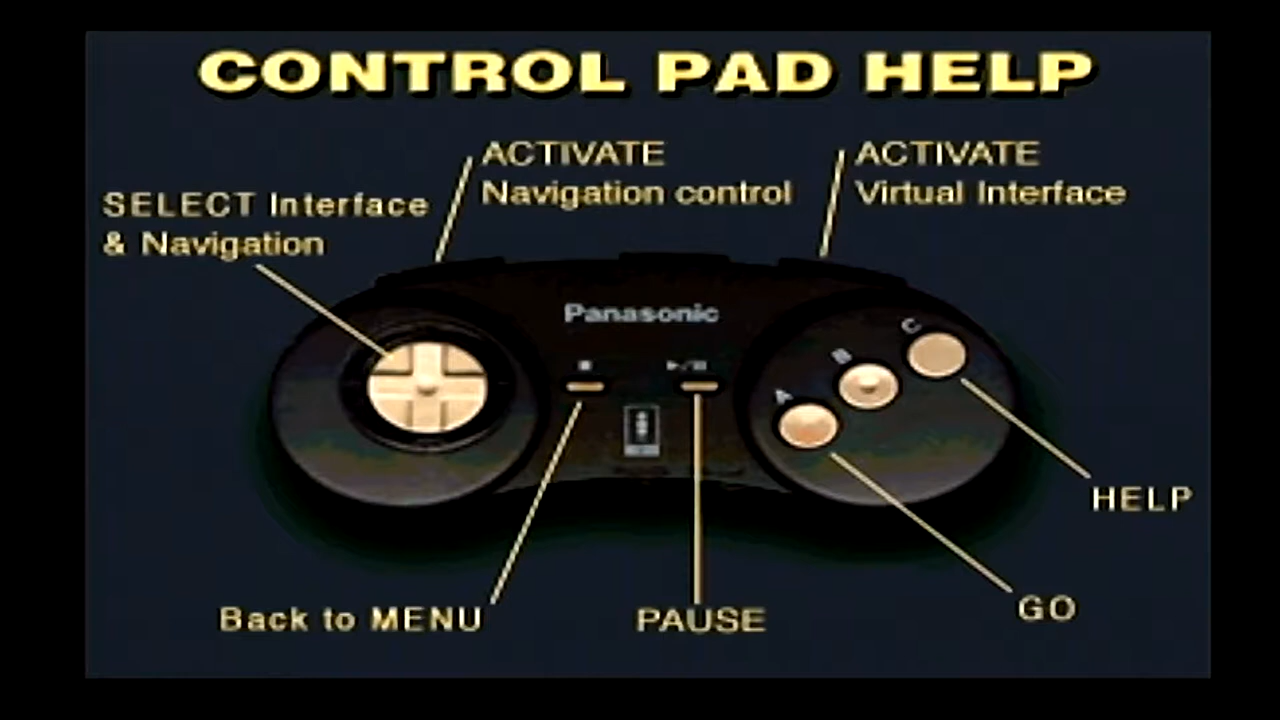 CONTROL PAD HELP
ACTIVATE
Navigation control
ACTIVATE
Virtual Interface
SELECT Interface
& Navigation
Panasonic
C
B
A
HELP
GO
Back to MENU
PAUSE